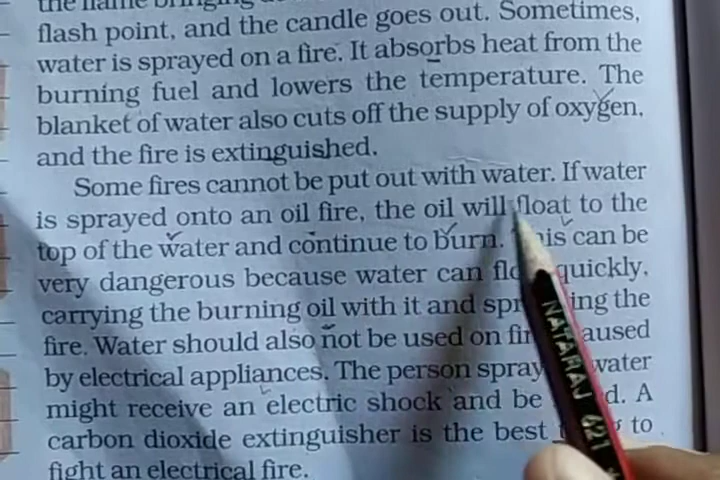 the flame bringing
flash point, and the candle goes out. Sometimes,
water is sprayed on a fire. It absorbs heat from the
burning fuel and lowers the temperature. The
blanket of water also cuts off the supply of oxygen,
and the fire is extinguished.
Some fires cannot be put out with water. If water
is sprayed onto an oil fire, the oil will float to the
top of the water and continue to burn. This can be
very dangerous because water can quickly,
carrying the burning oil with it and the
fire. Water should also not be used on
by electrical appliances. The person water
might receive an electric shock and be A
carbon dioxide extinguisher is the best to
fight an electrical fire.
NATARAJ 621